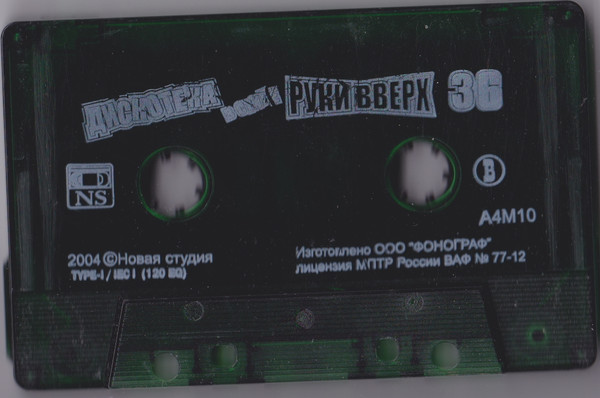 ДИСКОТЕКА
РУКИ ВВЕРХ 36
NS
B
A4M10
2004 ©Новая студия
TYPE-I / IEC I (120 EQ)
Изготовлено ООО "ФОНОГРАФ"
лицензия МПТР России ВАФ № 77-12